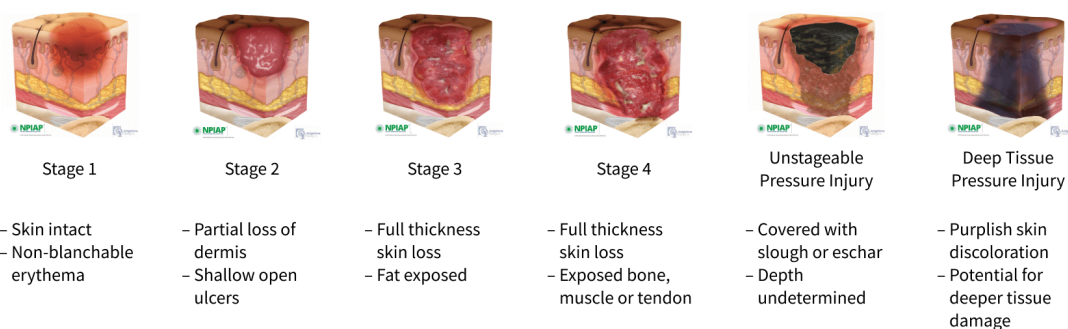 NPIAP
NPIAP
NPIAP
NPIAP
NPIAP
NPIAP
Stage 1
Stage 2
Stage 3
Stage 4
Unstageable
Pressure Injury
Deep Tissue
Pressure Injury
– Skin intact
– Non-blanchable
erythema
– Partial loss of
dermis
– Shallow open
ulcers
– Full thickness
skin loss
– Fat exposed
– Full thickness
skin loss
– Exposed bone,
muscle or tendon
– Covered with
slough or eschar
– Depth
undetermined
– Purplish skin
discoloration
– Potential for
deeper tissue
damage